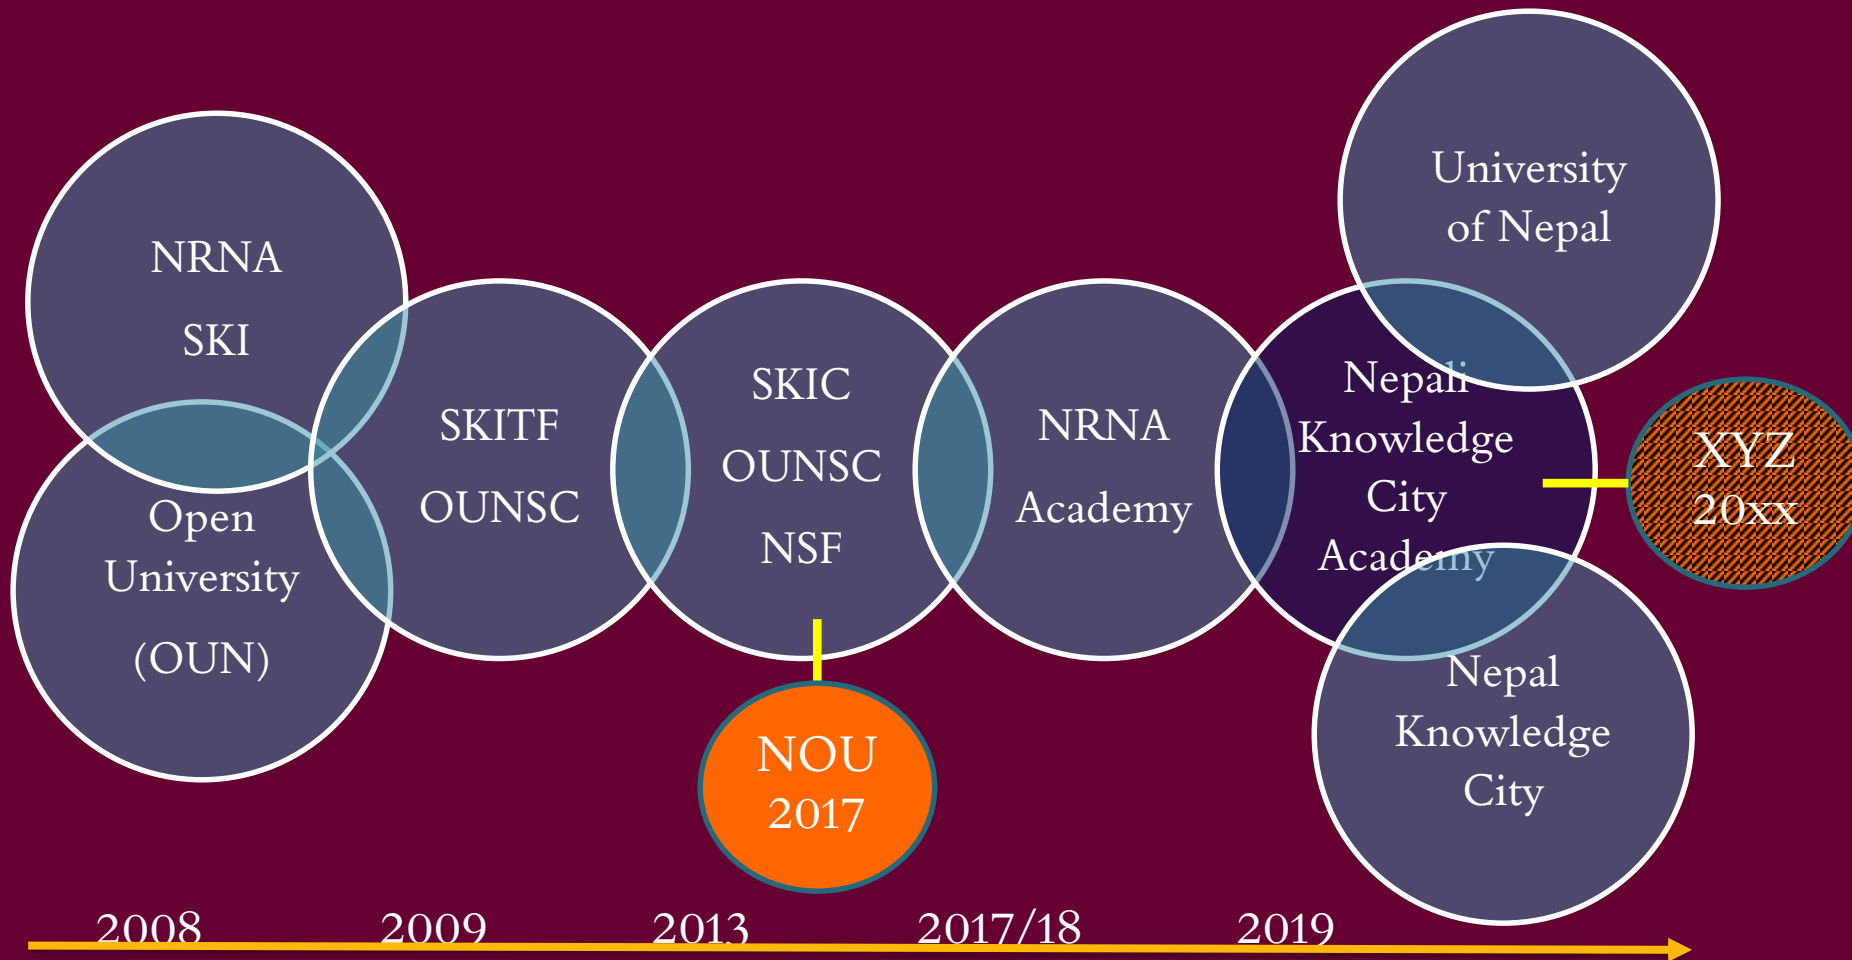 NRNA
SKI
Open
University
(OUN)
SKITF
OUNSC
SKIC
OUNSC
NSF
NOU
2017
NRNA
Academy
Nepali
Knowledge
City
Academy
University
of Nepal
XYZ
20xx
Nepal
Knowledge
City
2008 2009 2013 2017/18 2019